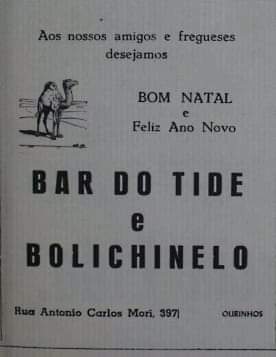 Aos nossos amigos e fregueses
desejamos
BOM NATAL
e
Feliz Ano Novo
BAR DO TIDE
e
BOLICHINELO
Rua Antonio Carlos Mori, 397| OURINHOS